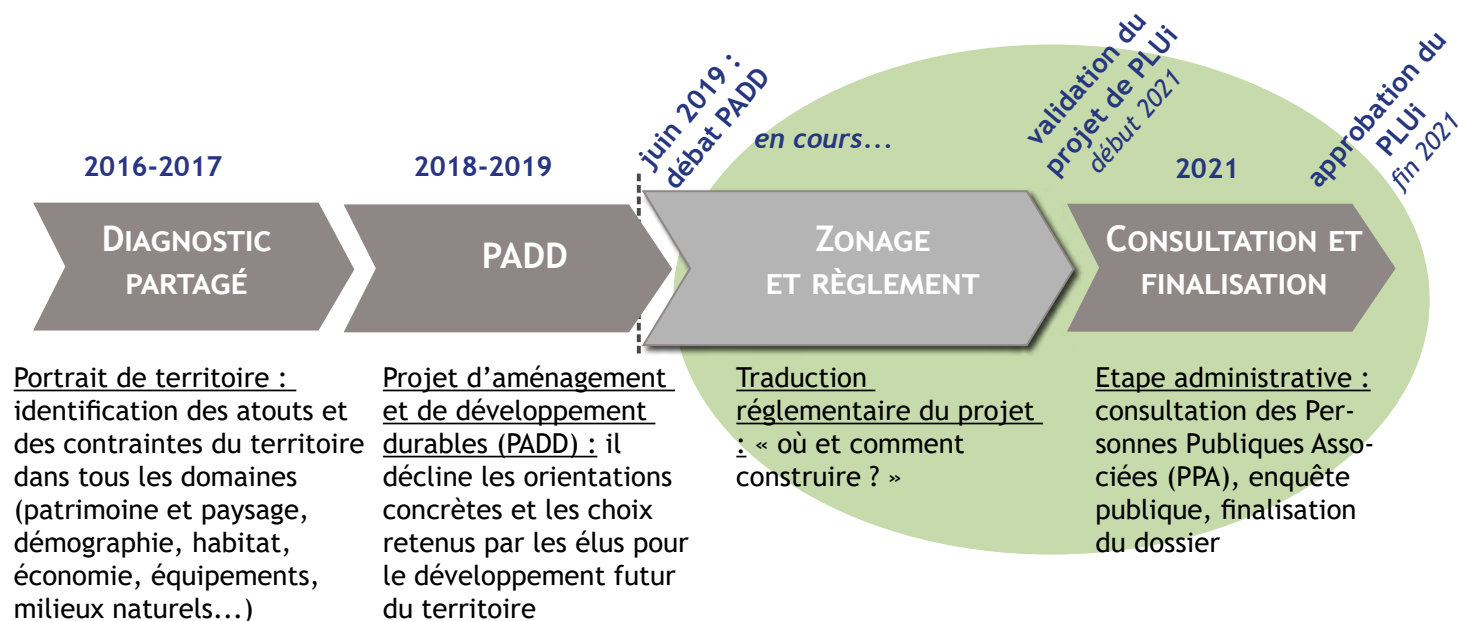 2016-2017
2018-2019
juin 2019 :
débat PADD
en cours...
validation du
projet de PLUi
début 2021
2021
approbation du
PLUi
fin 2021
DIAGNOSTIC
PARTAGÉ
PADD
ZONAGE
ET RÈGLEMENT
CONSULTATION ET
FINALISATION
Portrait de territoire :
identification des atouts et
des contraintes du territoire
dans tous les domaines
(patrimoine et paysage,
démographie, habitat,
économie, équipements,
milieux naturels...)
Projet d’aménagement
et de développement
durables (PADD) : il
décline les orientations
concrètes et les choix
retenus par les élus pour
le développement futur
du territoire
Traduction
réglementaire du projet
: « où et comment
construire ? »
Etape administrative :
consultation des Per-
sonnes Publiques Asso-
ciées (PPA), enquête
publique, finalisation
du dossier